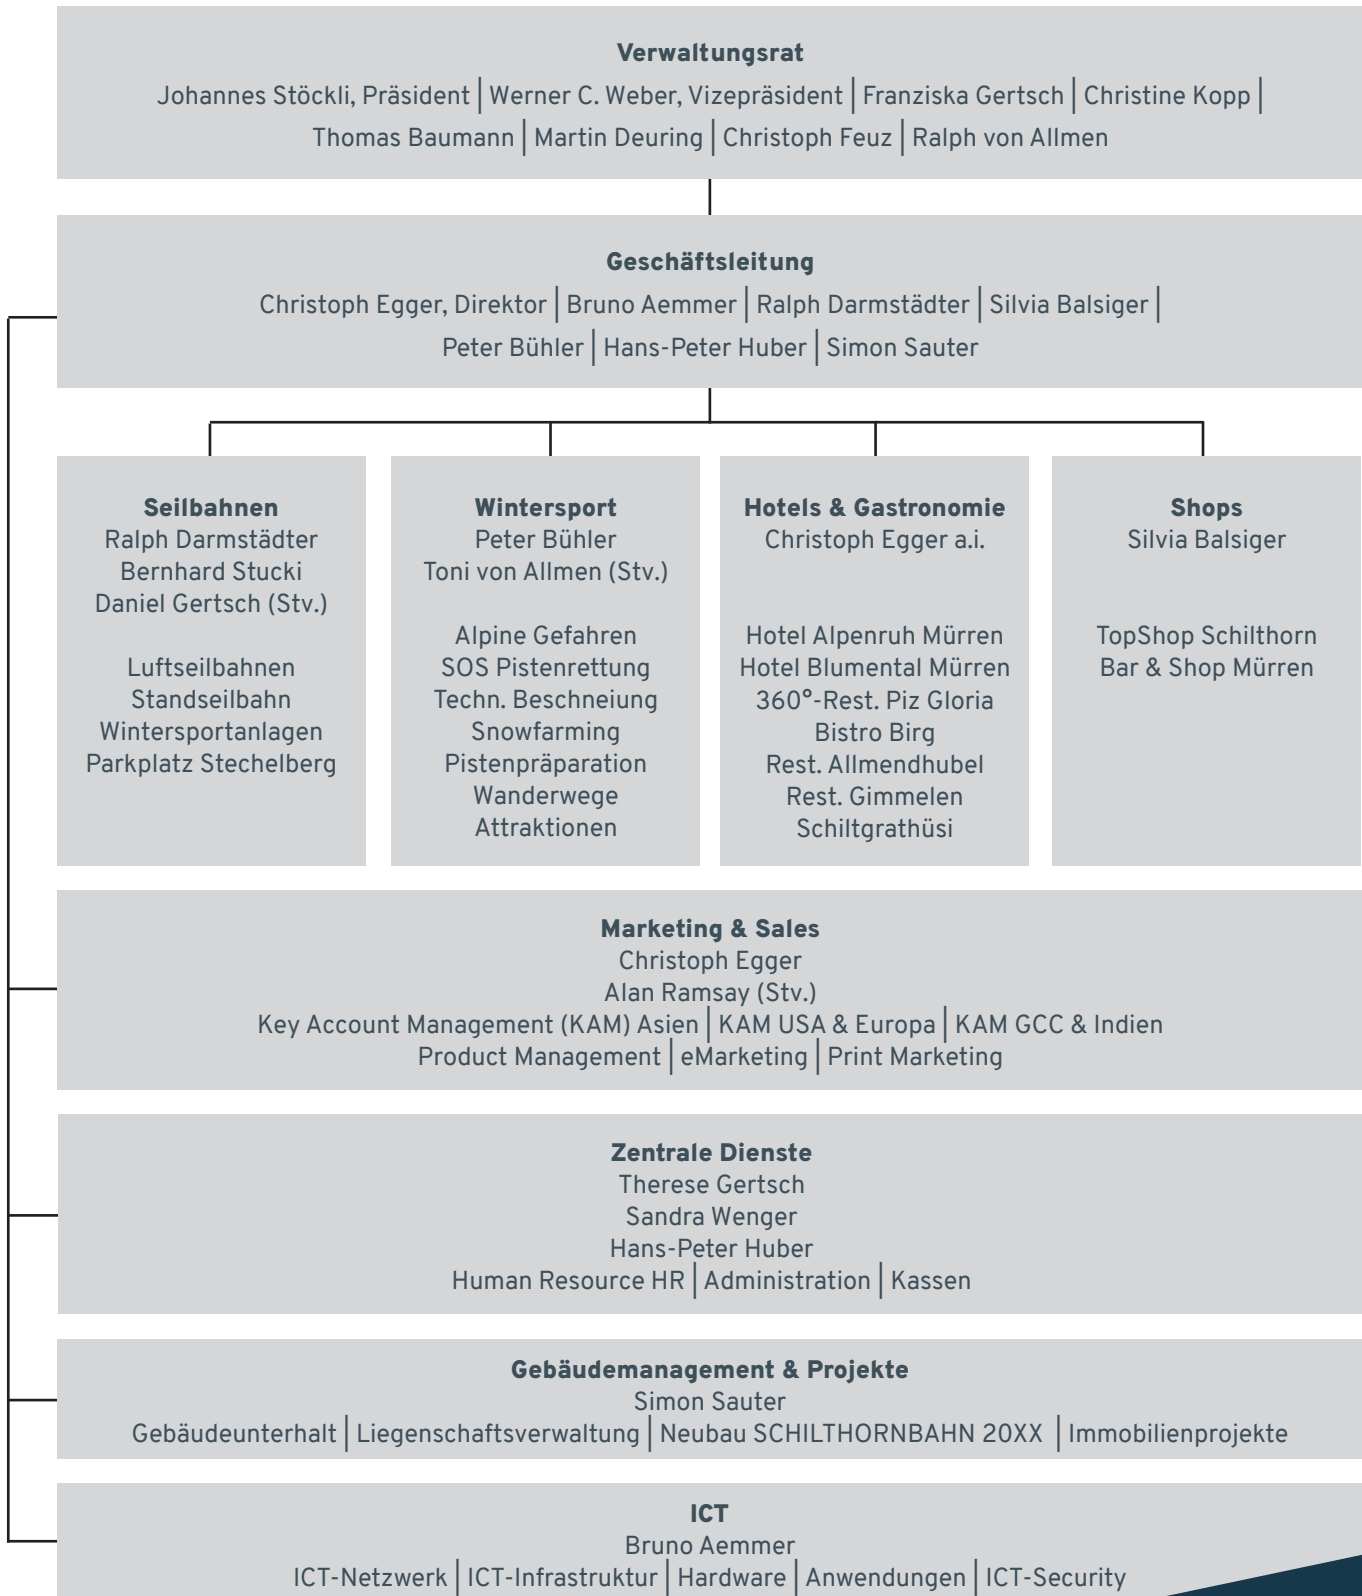 Verwaltungsrat
Johannes Stöckli, Präsident | Werner C. Weber, Vizepräsident | Franziska Gertsch | Christine Kopp |
Thomas Baumann | Martin Deuring | Christoph Feuz | Ralph von Allmen
Geschäftsleitung
Christoph Egger, Direktor | Bruno Aemmer | Ralph Darmstädter | Silvia Balsiger |
Peter Bühler | Hans-Peter Huber | Simon Sauter
Seilbahnen
Ralph Darmstädter
Bernhard Stucki
Daniel Gertsch (Stv.)
Luftseilbahnen
Standseilbahn
Wintersportanlagen
Parkplatz Stechelberg
Wintersport
Peter Bühler
Toni von Allmen (Stv.)
Alpine Gefahren
SOS Pistenrettung
Techn. Beschneiung
Snowfarming
Pistenpräparation
Wanderwege
Attraktionen
Hotels & Gastronomie
Christoph Egger a.i.
Hotel Alpenruh Mürren
Hotel Blumental Mürren
360°-Rest. Piz Gloria
Bistro Birg
Rest. Allmendhubel
Rest. Gimmelen
Schiltgrathüsi
Shops
Silvia Balsiger
TopShop Schilthorn
Bar & Shop Mürren
Marketing & Sales
Christoph Egger
Alan Ramsay (Stv.)
Key Account Management (KAM) Asien | KAM USA & Europa | KAM GCC & Indien
Product Management | eMarketing | Print Marketing
Zentrale Dienste
Therese Gertsch
Sandra Wenger
Hans-Peter Huber
Human Resource HR | Administration | Kassen
Gebäudemanagement & Projekte
Simon Sauter
Gebäudeunterhalt | Liegenschaftsverwaltung | Neubau SCHILTHORNBAHN 20XX | Immobilienprojekte
ICT
Bruno Aemmer
ICT-Netzwerk | ICT-Infrastruktur | Hardware | Anwendungen | ICT-Security